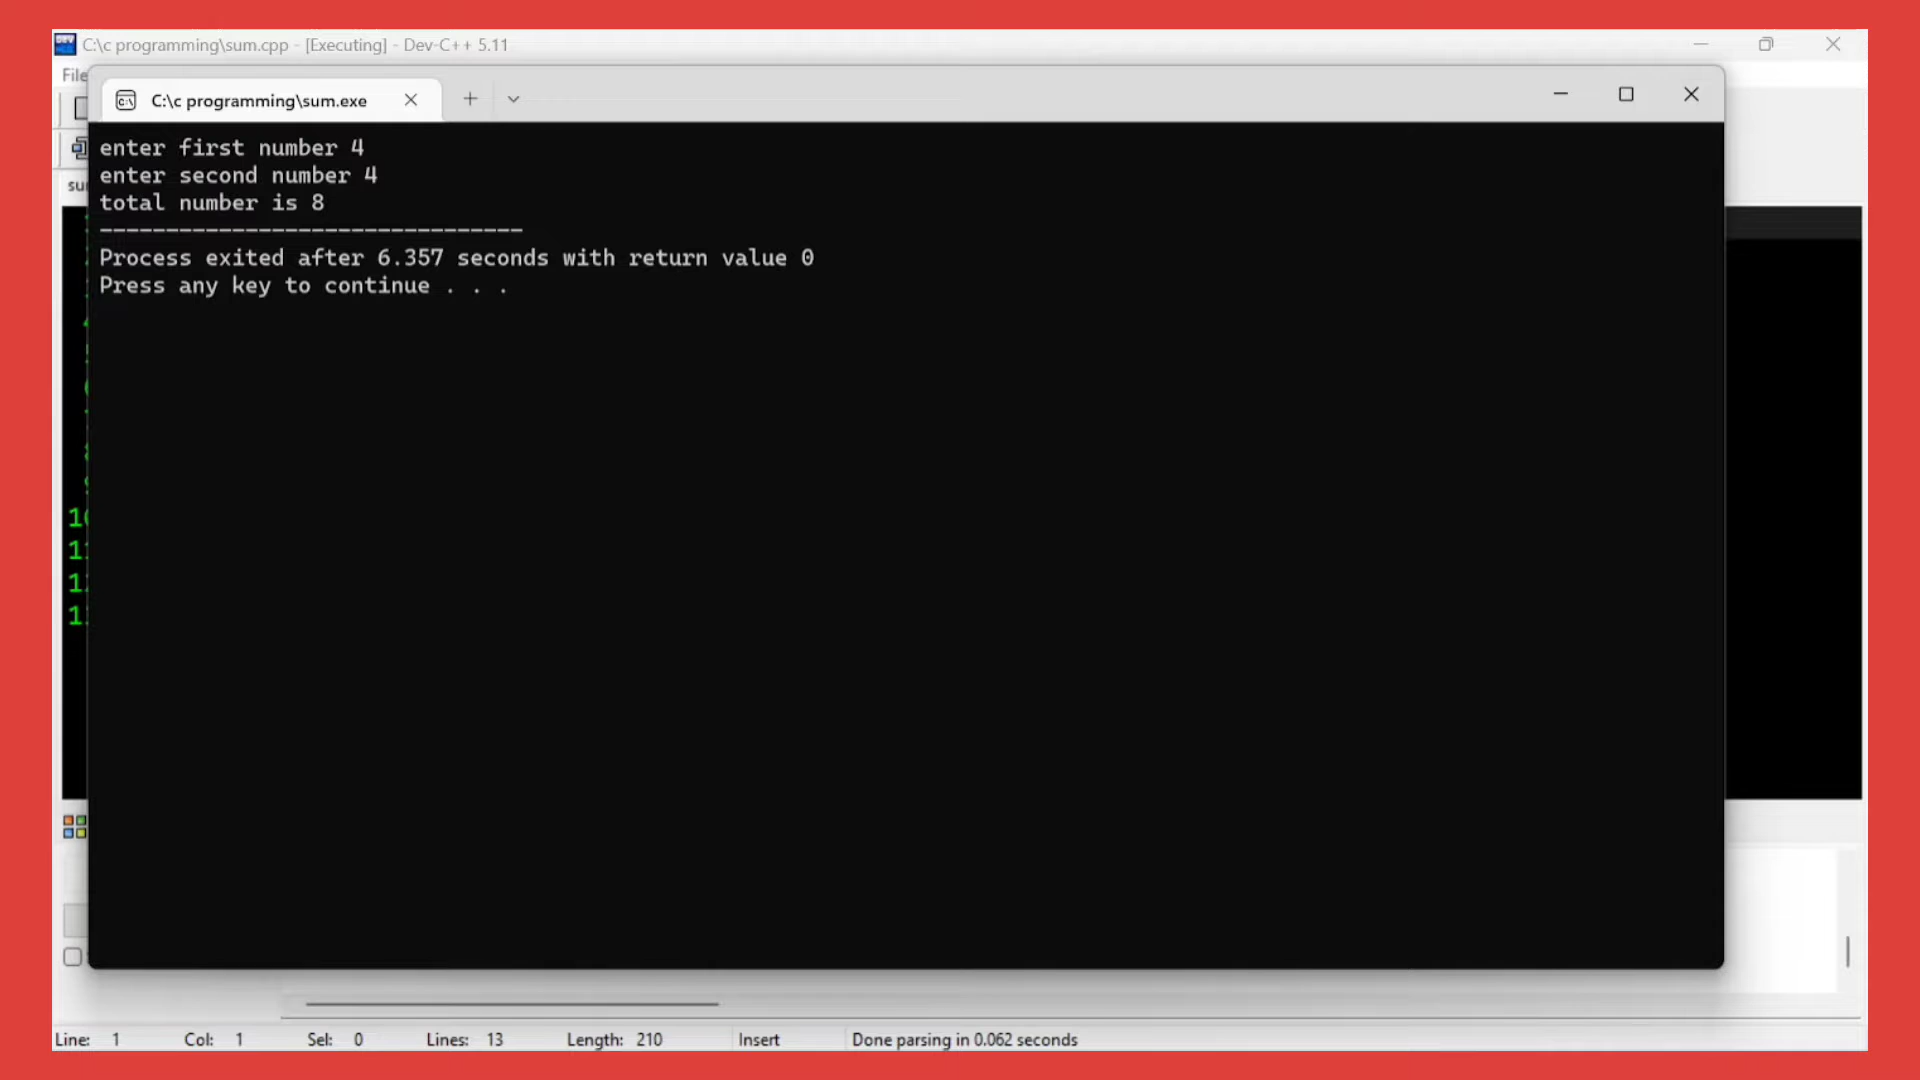 C:\c programming\sum.cpp - [Executing] - Dev-C++ 5.11
File
C:\c programming\sum.exe
enter first number 4
enter second number 4
total number is 8
--------------------------------
Process exited after 6.357 seconds with return value 0
Press any key to continue . . .
Line: 1 Col: 1 Sel: 0 Lines: 13 Length: 210 Insert Done parsing in 0.062 seconds